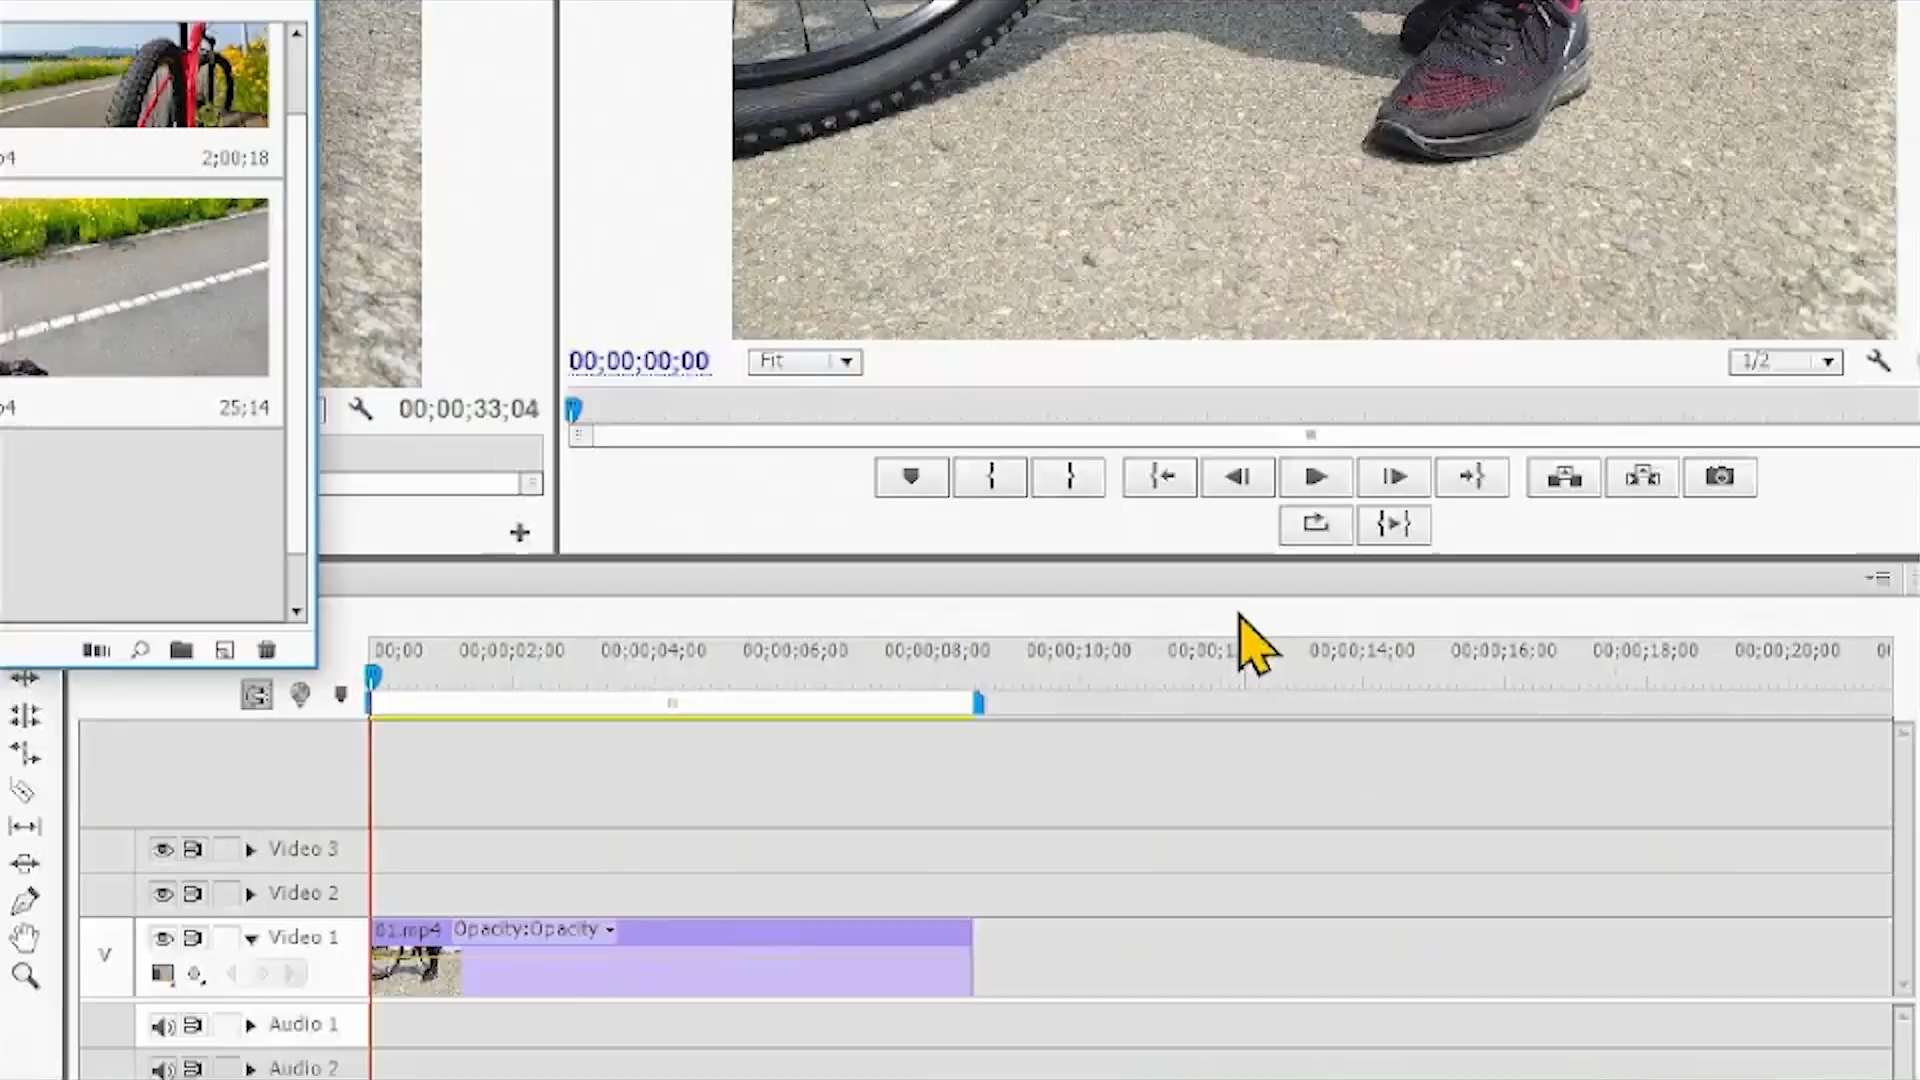 p4 2;00;18
p4 25;14
00;00;33;04
00;00;00;00 Fit 1/2
00;00 00;00;02;00 00;00;04;00 00;00;06;00 00;00;08;00 00;00;10;00 00;00;1 00;00;14;00 00;00;16;00 00;00;18;00 00;00;20;00
Video 3
Video 2
V Video 1 01.mp4 Opacity:Opacity
Audio 1
Audio 2